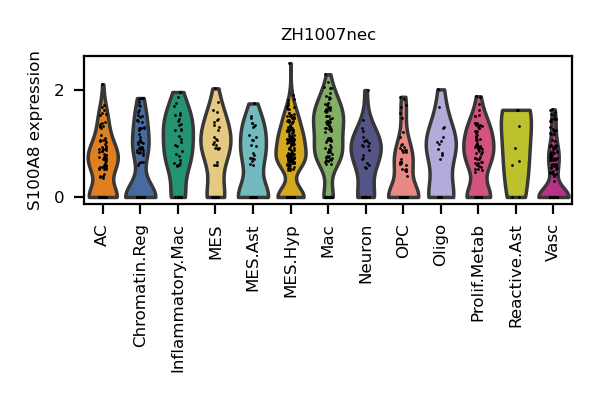 ZH1007nec
S100A8 expression
2
0
AC
Chromatin.Reg
Inflammatory.Mac
MES
MES.Ast
MES.Hyp
Mac
Neuron
OPC
Oligo
Prolif.Metab
Reactive.Ast
Vasc